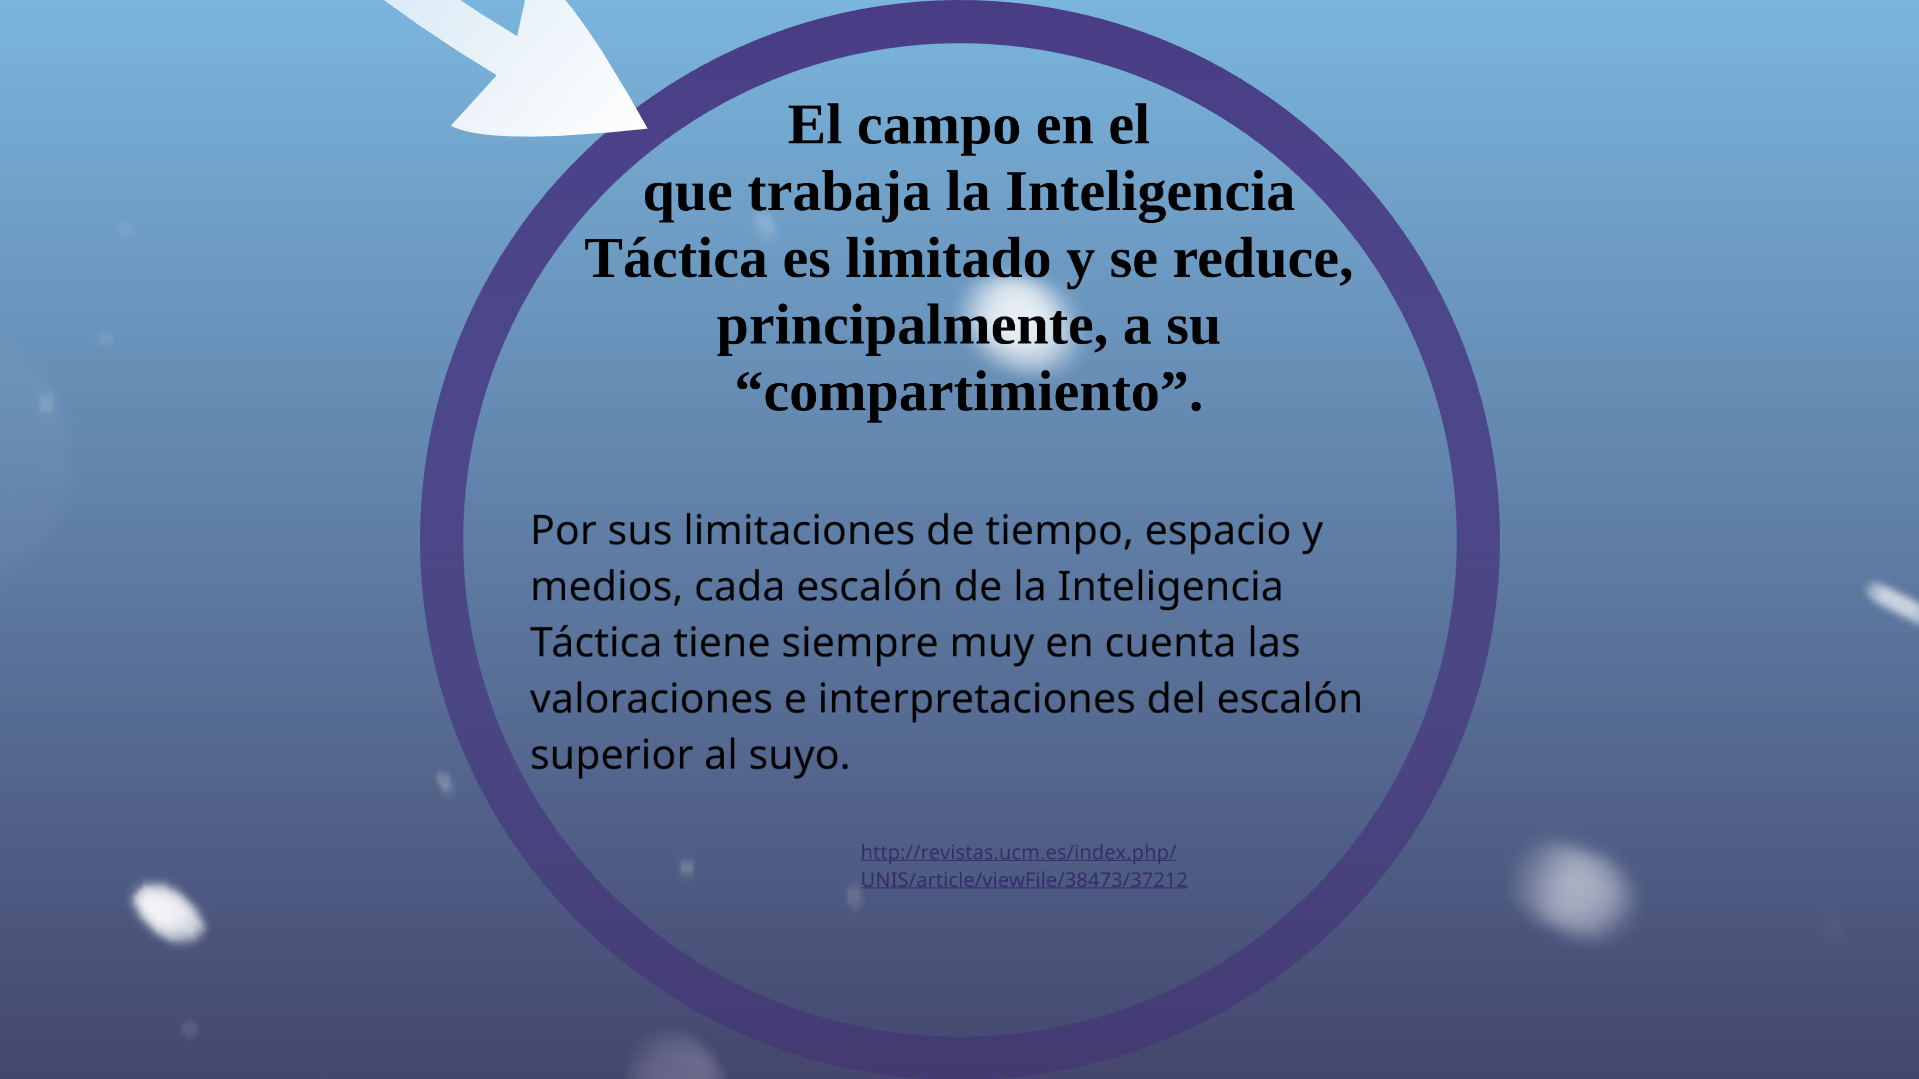 El campo en el
que trabaja la Inteligencia
Táctica es limitado y se reduce,
principalmente, a su
“compartimiento”.
Por sus limitaciones de tiempo, espacio y
medios, cada escalón de la Inteligencia
Táctica tiene siempre muy en cuenta las
valoraciones e interpretaciones del escalón
superior al suyo.
http://revistas.ucm.es/index.php/
UNIS/article/viewFile/38473/37212